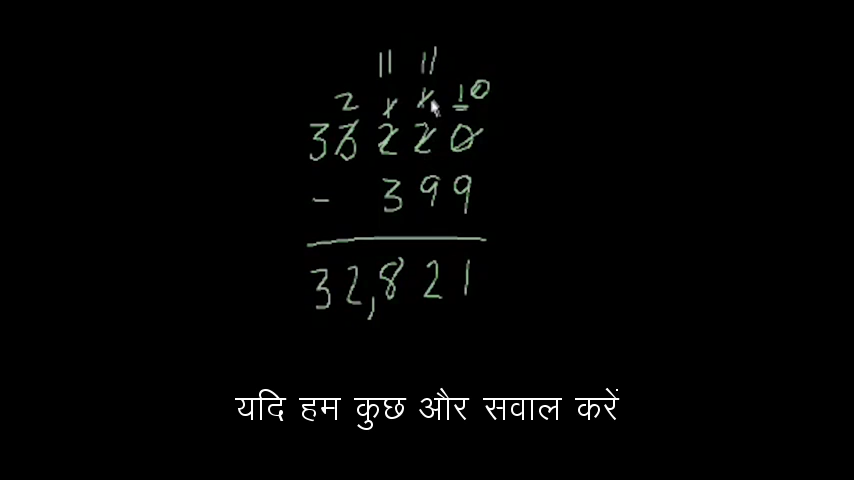 11 11
2 1 1 10
33220
- 399
32,821
यदि हम कुछ और सवाल करें